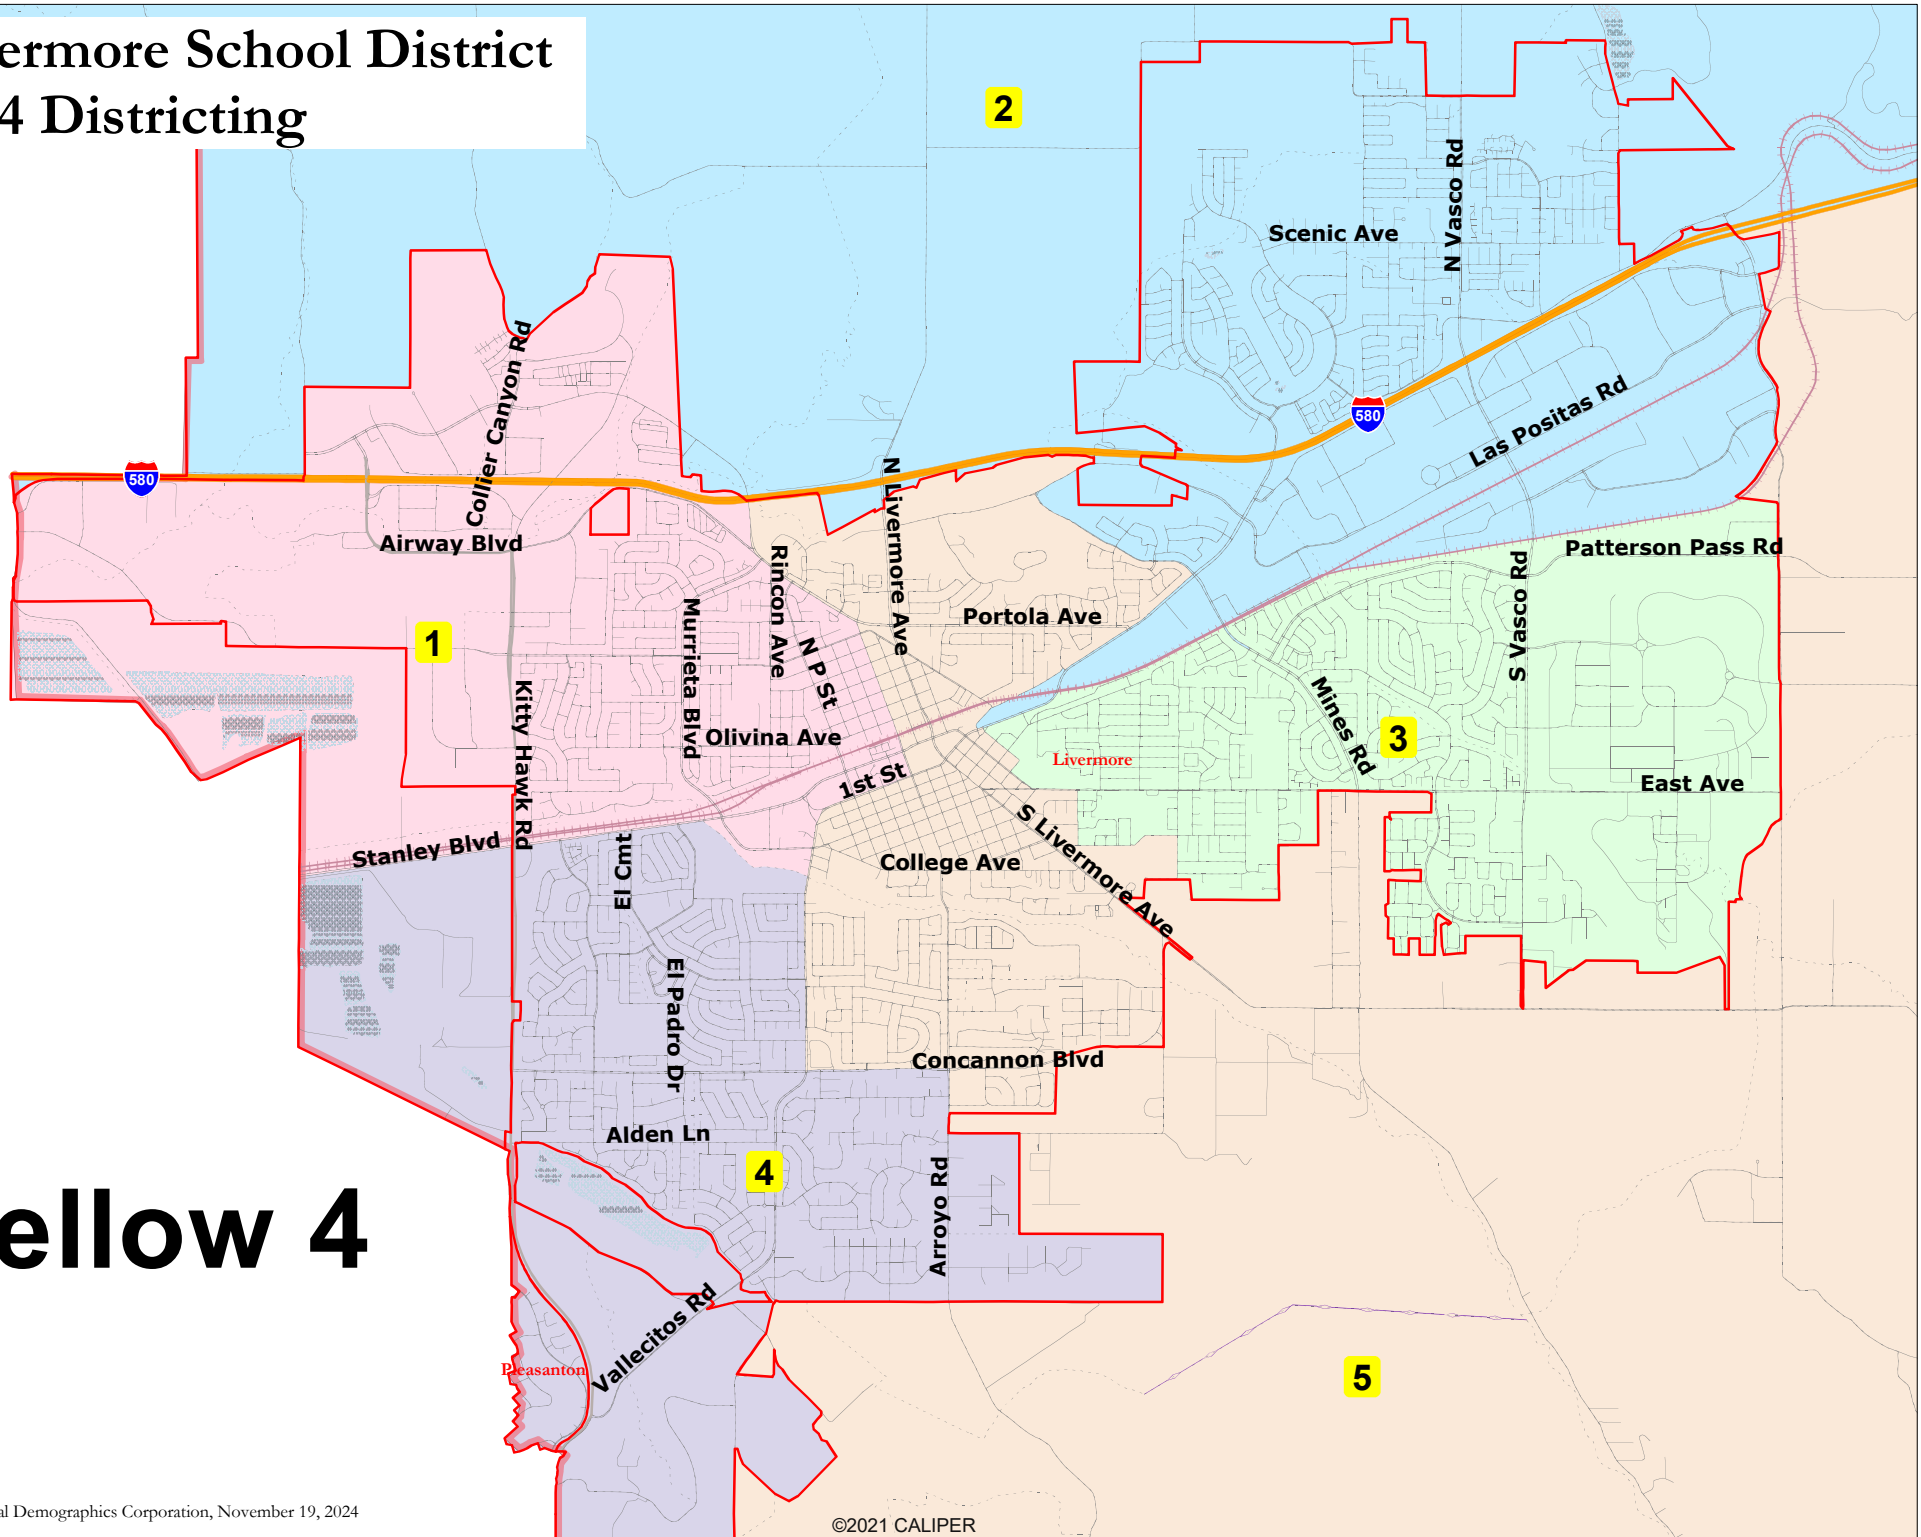 ermore School District
4 Districting
2
N Vasco Rd
Scenic Ave
580
Las Positas Rd
Collier Canyon Rd
580
N Livermore Ave
Airway Blvd
Patterson Pass Rd
Rincon Ave
S Vasco Rd
Murrieta Blvd
Portola Ave
1
N P St
Kitty Hawk Rd
Mines Rd
3
Olivina Ave
Livermore
1st St
East Ave
S Livermore Ave
Stanley Blvd
El Cmt
College Ave
El Padro Dr
Concannon Blvd
Alden Ln
4
Arroyo Rd
ellow 4
Vallecitos Rd
Pleasanton
5
al Demographics Corporation, November 19, 2024
©2021 CALIPER